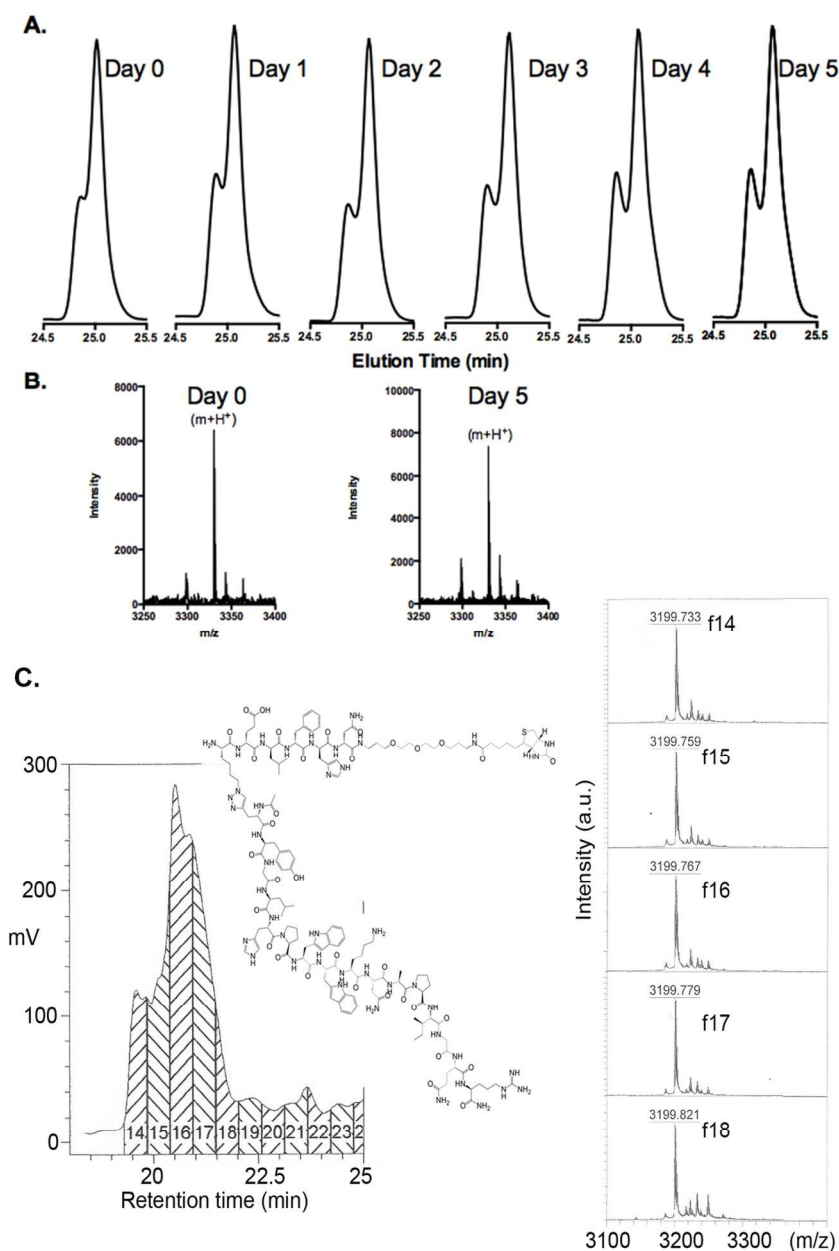 A.
Day 0 Day 1 Day 2 Day 3 Day 4 Day 5
24.5 25.0 25.5 24.5 25.0 25.5 24.5 25.0 25.5 24.5 25.0 25.5 24.5 25.0 25.5 24.5 25.0 25.5
Elution Time (min)
B.
Day 0
(m+H⁺)
8000
6000
4000
2000
0
Intensity
3250 3300 3350 3400
m/z
Day 5
(m+H⁺)
10000
8000
6000
4000
2000
0
Intensity
3250 3300 3350 3400
m/z
C.
300
200
mV
100
0
14 15 16 17 18 19 20 21 22 23 2
20 22.5 25
Retention time (min)
3199.733 f14
3199.759 f15
3199.767 f16
3199.779 f17
3199.821 f18
Intensity (a.u.)
3100 3200 3300 (m/z)